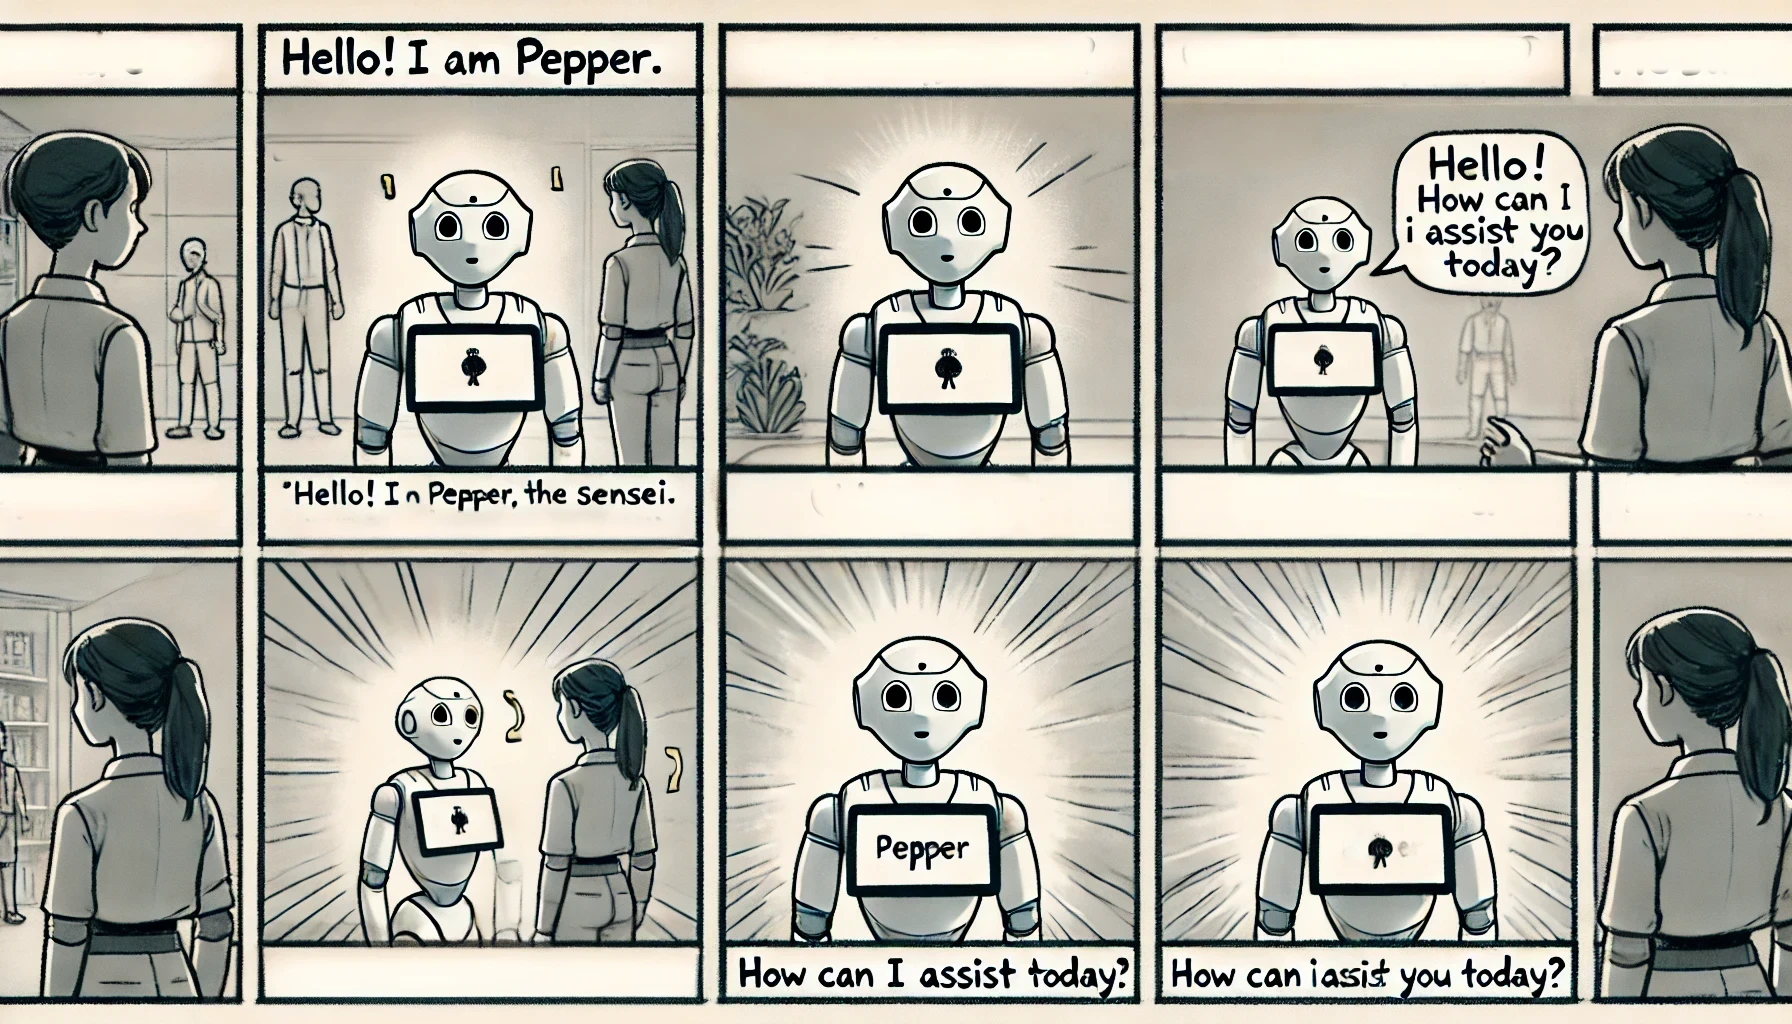 Hello! I am Pepper.
Hello!
How can I
i assist you
today?
"Hello! I n Pepper, the sensei.
Pepper
How can I assist today?
How can iassist you today?